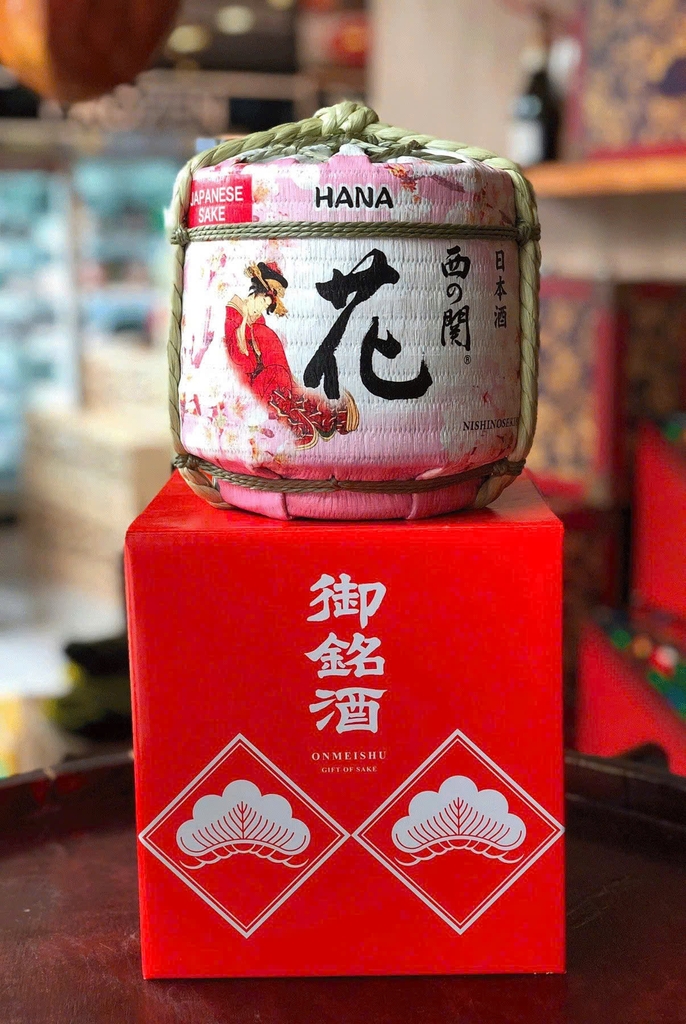 JAPANESE
SAKE
HANA
花
西の関®
日本酒
NISHINOSEKI
御銘酒
ONMEISHU
GIFT OF SAKE